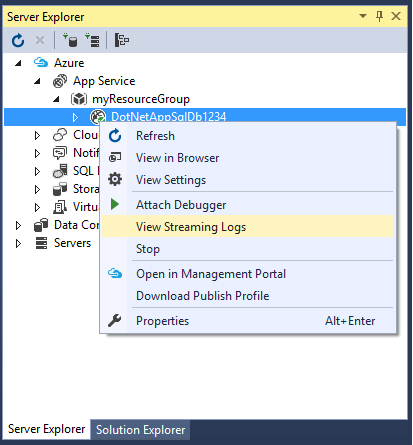 Server Explorer
Azure
App Service
myResourceGroup
DotNetAppSqlDb1234
Clou
Notif
SQL
Stora
Virtu
Data Con
Servers
Refresh
View in Browser
View Settings
Attach Debugger
View Streaming Logs
Stop
Open in Management Portal
Download Publish Profile
Properties Alt+Enter
Server Explorer Solution Explorer